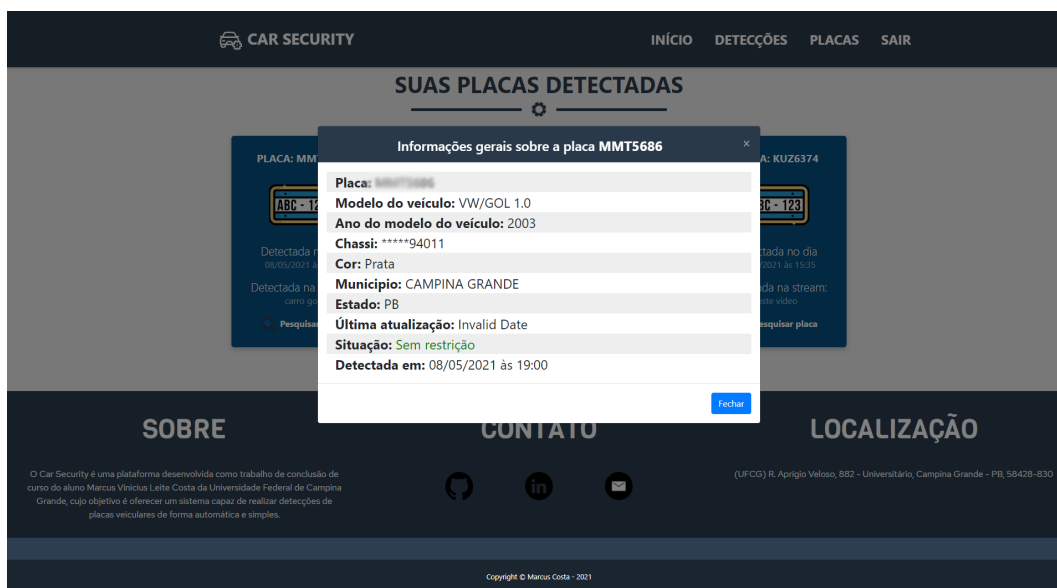 CAR SECURITY INÍCIO DETECÇÕES PLACAS SAIR
SUAS PLACAS DETECTADAS
Informações gerais sobre a placa MMT5686 ×
PLACA: MM
A: KUZ6374
Placa:
Modelo do veículo: VW/GOL 1.0
Ano do modelo do veículo: 2003
Chassi: *****94011
Cor: Prata
Municipio: CAMPINA GRANDE
Estado: PB
Última atualização: Invalid Date
Situação: Sem restrição
Detectada em: 08/05/2021 às 19:00
Fechar
ABC - 12
Detectada n
08/05/2021 à
Detectada na
carro go
Pesquisa
BC - 123
ctada no dia
/2021 às 15:35
da na stream:
este video
esquisar placa
SOBRE
O Car Security é uma plataforma desenvolvida como trabalho de conclusão de
curso do aluno Marcus Vinicius Leite Costa da Universidade Federal de Campina
Grande, cujo objetivo é oferecer um sistema capaz de realizar detecções de
placas veiculares de forma automática e simples.
CONTATO
in
LOCALIZAÇÃO
(UFCG) R. Aprígio Veloso, 882 - Universitário, Campina Grande - PB, 58428-830
Copyright © Marcus Costa - 2021